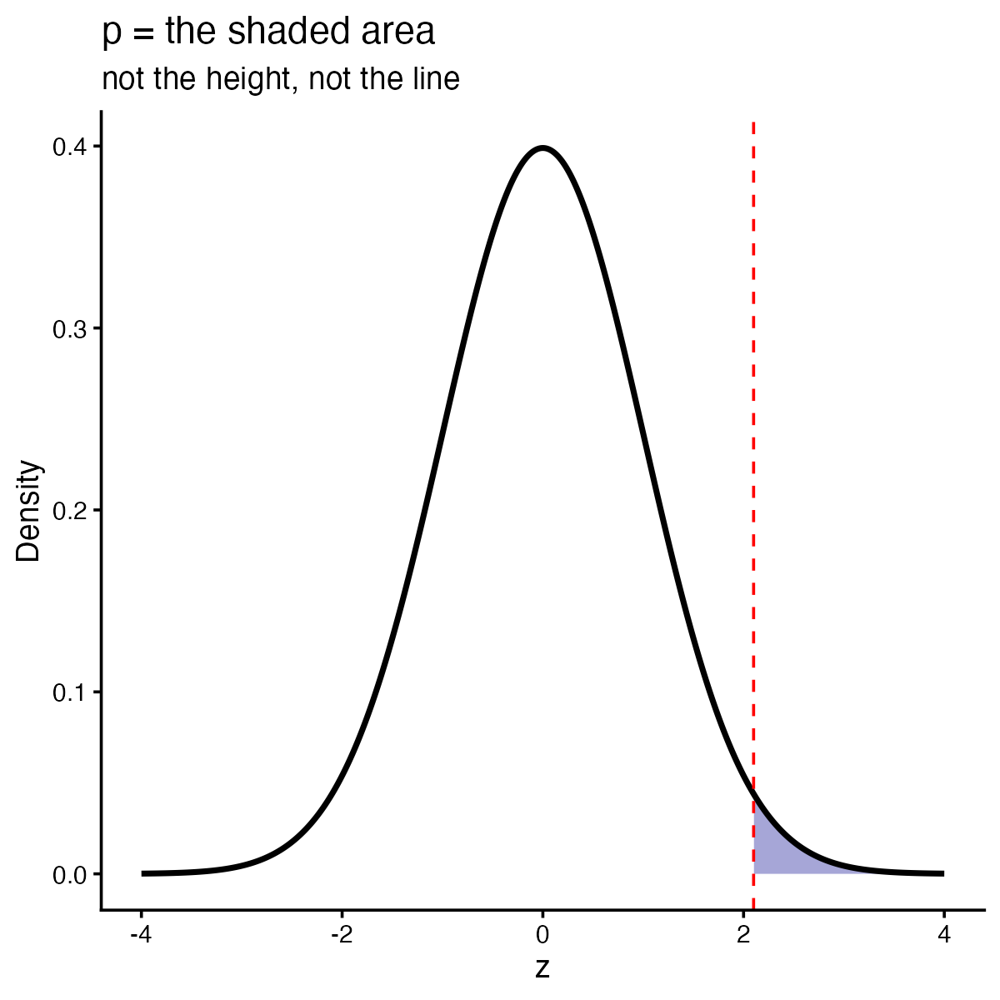 p = the shaded area
not the height, not the line
0.4
0.3
0.2
0.1
0.0
Density
-4
-2
0
2
4
z